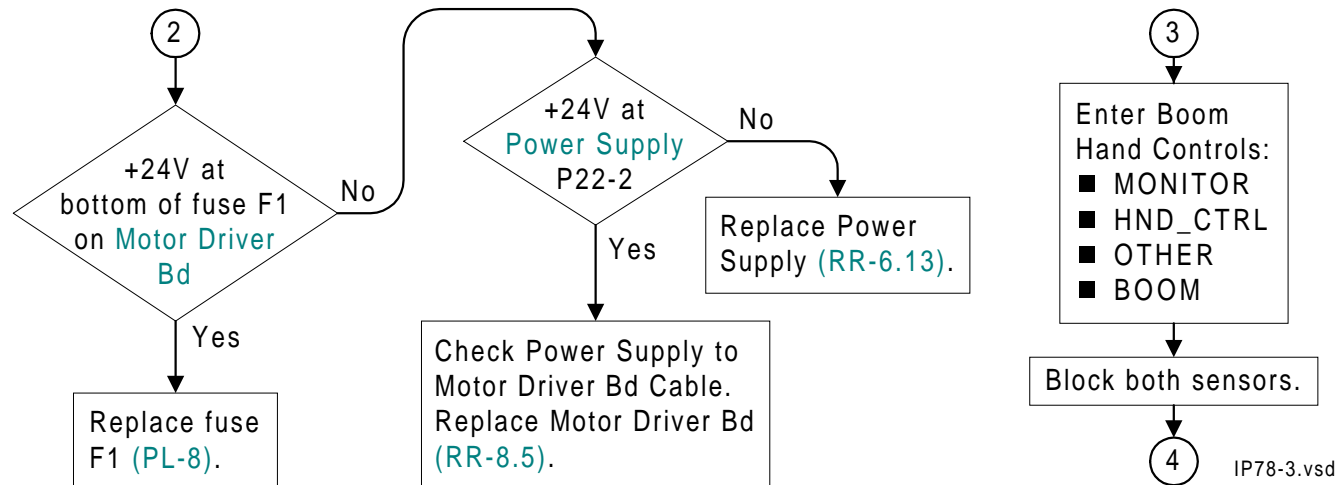 2
+24V at
bottom of fuse F1
on Motor Driver
Bd
No
Yes
Replace fuse
F1 (PL-8).
+24V at
Power Supply
P22-2
No
Yes
Replace Power
Supply (RR-6.13).
Check Power Supply to
Motor Driver Bd Cable.
Replace Motor Driver Bd
(RR-8.5).
3
Enter Boom
Hand Controls:
■ MONITOR
■ HND_CTRL
■ OTHER
■ BOOM
Block both sensors.
4
IP78-3.vsd